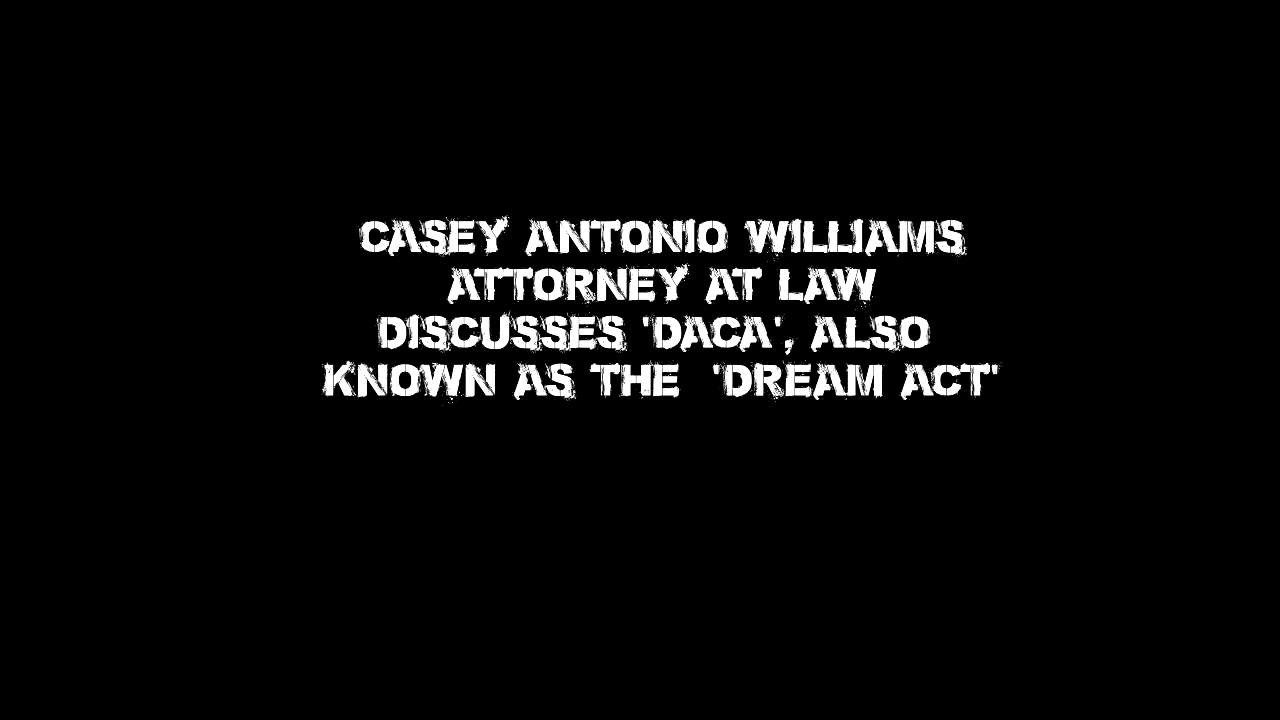 CASEY ANTONIO WILLIAMS
ATTORNEY AT LAW
DISCUSSES 'DACA', ALSO
KNOWN AS THE 'DREAM ACT'